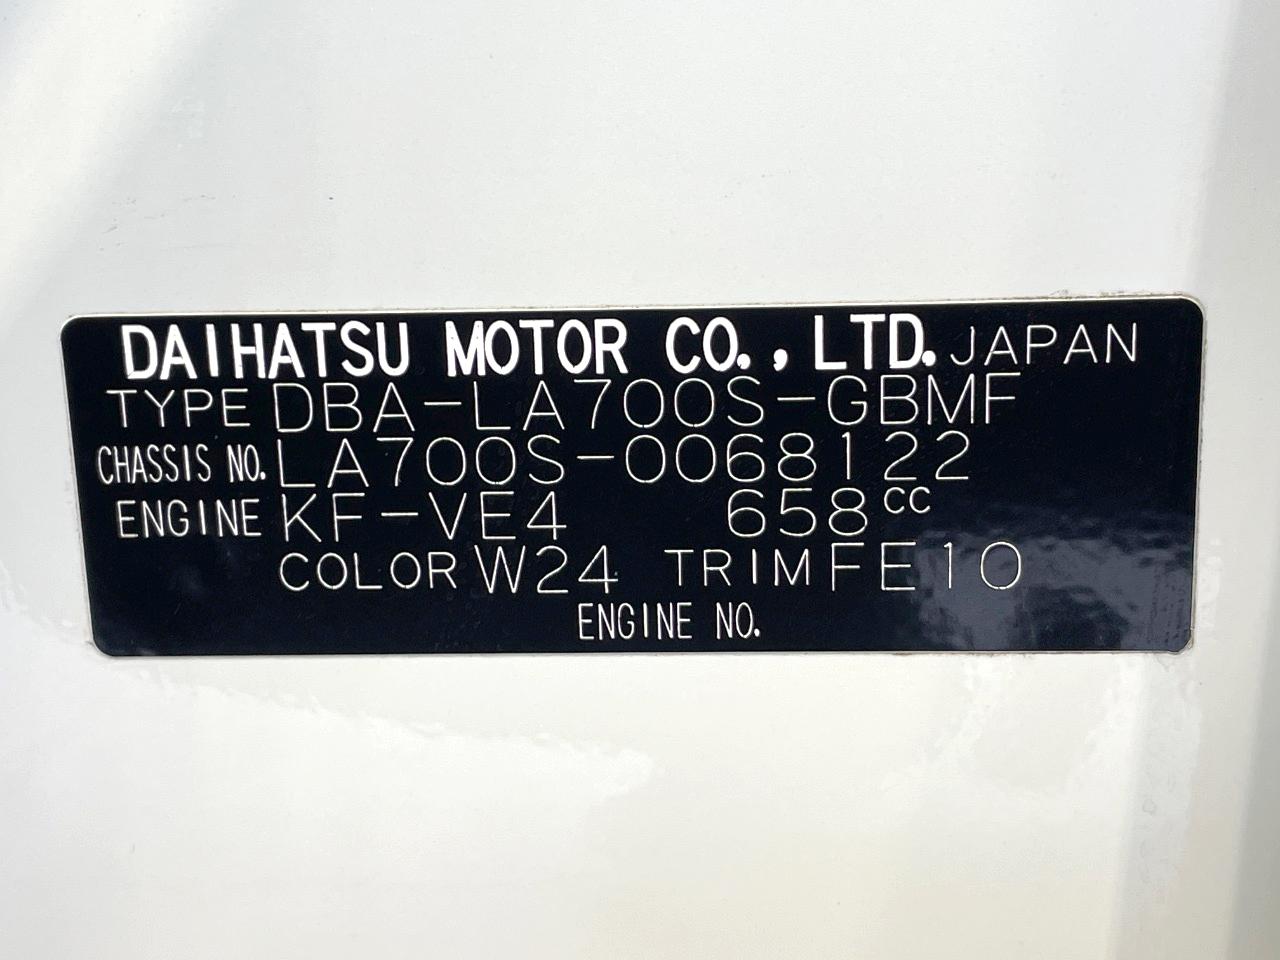 DAIHATSU MOTOR CO., LTD. JAPAN
TYPE DBA-LA700S-GBMF
CHASSIS NO. LA700S-0068122
ENGINE KF-VE4 658cc
COLOR W24 TRIM FE10
ENGINE NO.